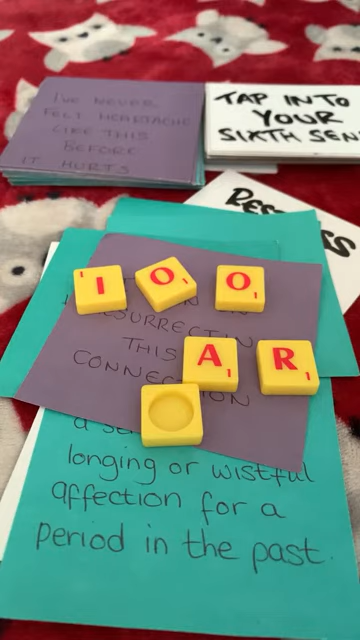 I'VE NEVER
FELT HEARTACHE
LIKE THIS
BEFORE
IT HURTS
TAP INTO
YOUR
SIXTH SEN
I O O
RESURRECTIN
THIS
A R
CONNECTION
a se
longing or wistful
affection for a
period in the past.